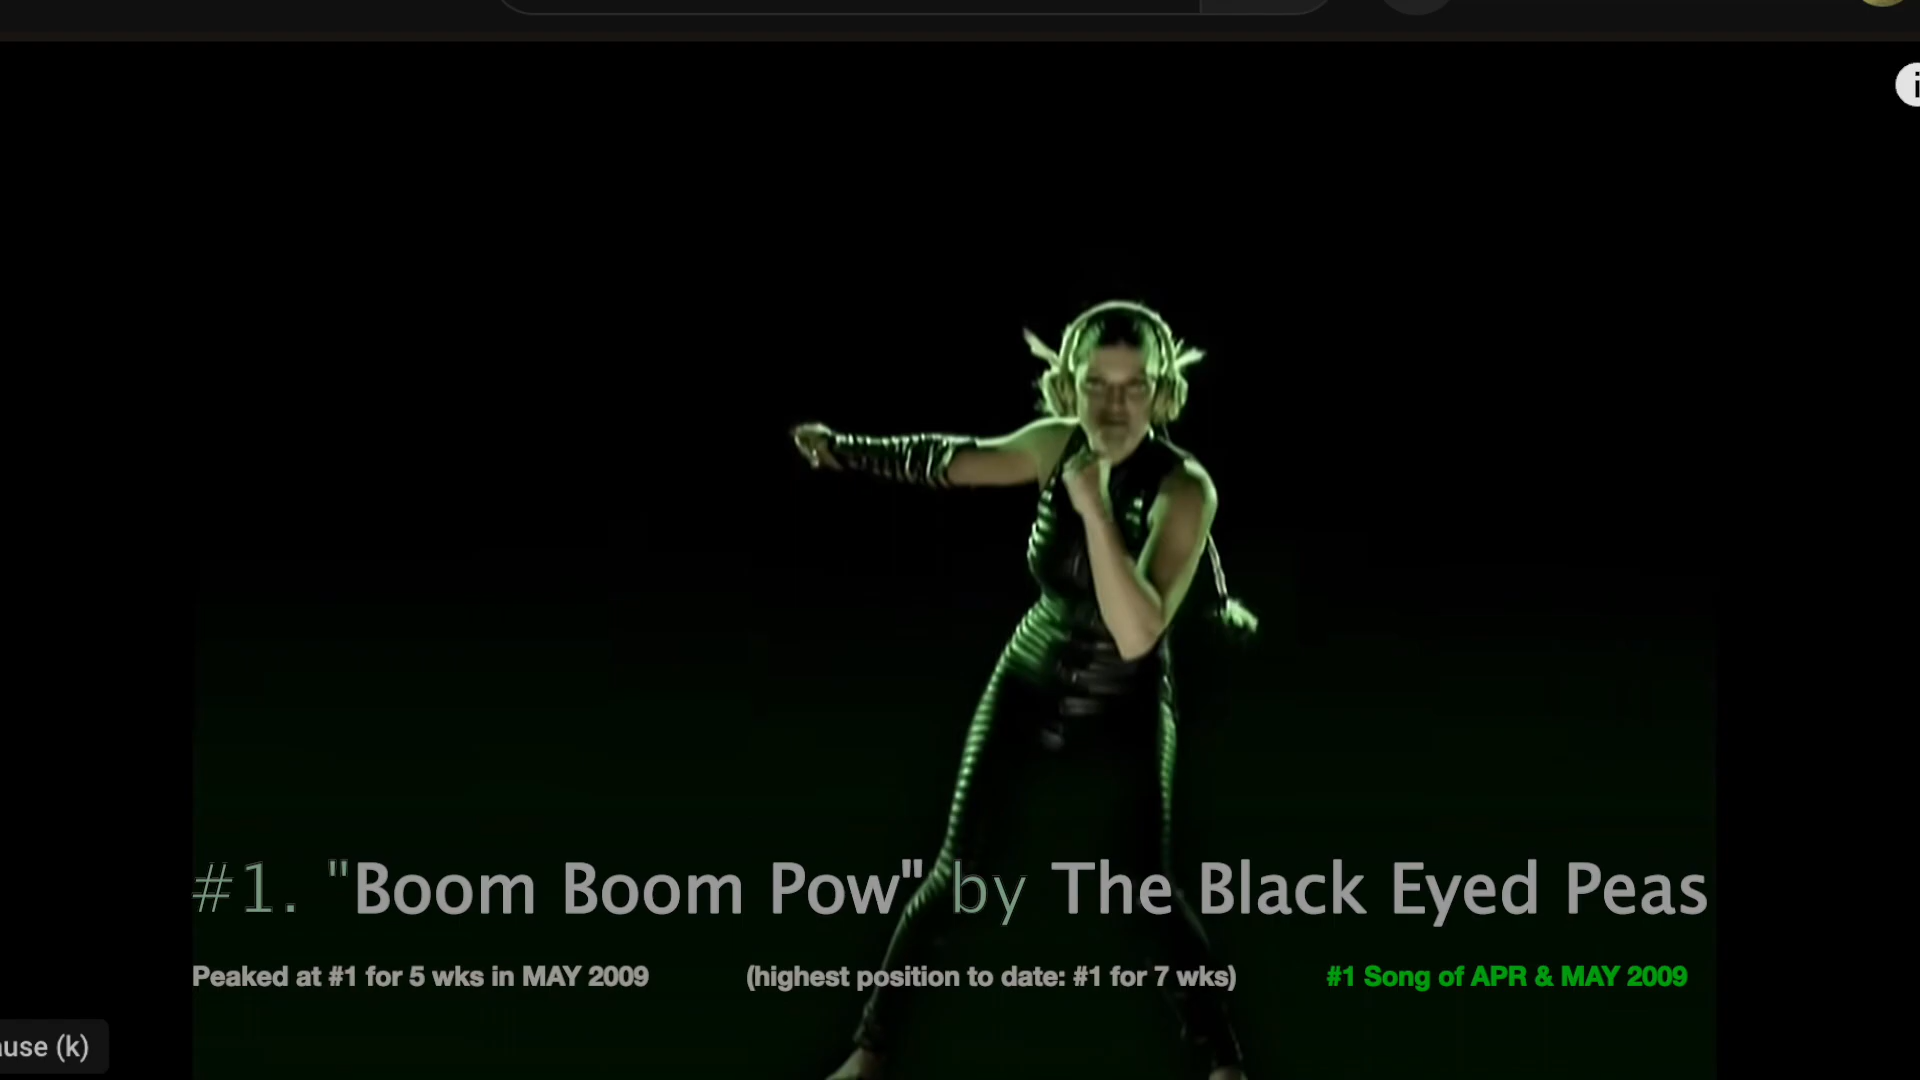 #1. "Boom Boom Pow" by The Black Eyed Peas
Peaked at #1 for 5 wks in MAY 2009 (highest position to date: #1 for 7 wks) #1 Song of APR & MAY 2009
(k)